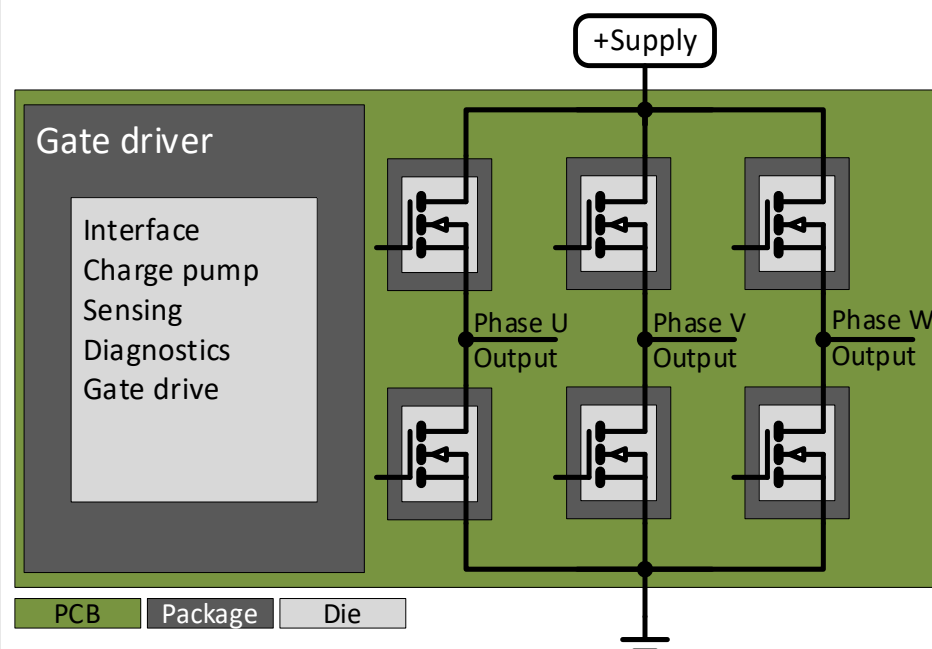 +Supply
Gate driver
Interface
Charge pump
Sensing
Diagnostics
Gate drive
Phase U
Output
Phase V
Output
Phase W
Output
PCB
Package
Die